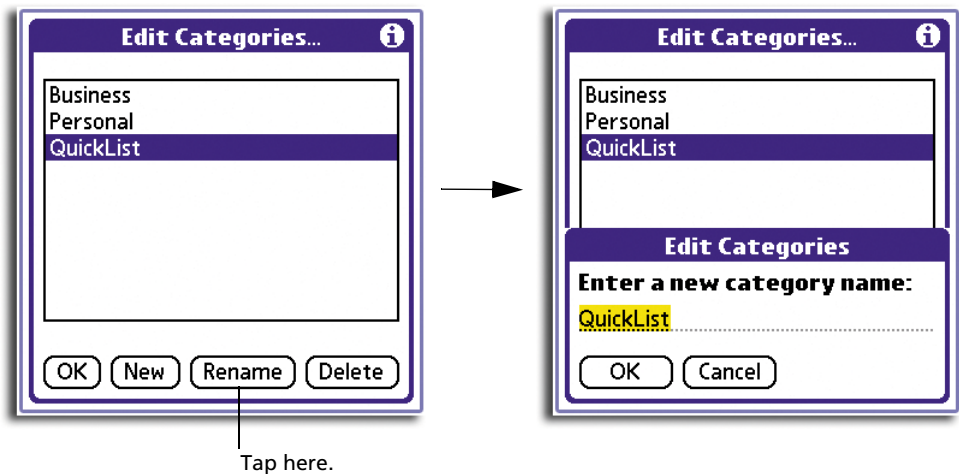 Edit Categories...
Business
Personal
QuickList
OK New Rename Delete
Tap here.
Edit Categories...
Business
Personal
QuickList
Edit Categories
Enter a new category name:
QuickList
OK Cancel